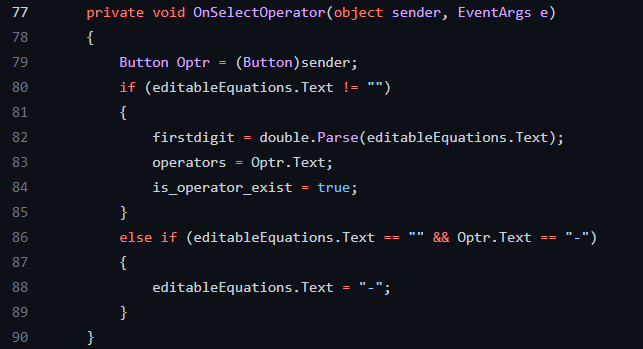 77 private void OnSelectOperator(object sender, EventArgs e)
78 {
79 Button Optr = (Button)sender;
80 if (editableEquations.Text != "")
81 {
82 firstdigit = double.Parse(editableEquations.Text);
83 operators = Optr.Text;
84 is_operator_exist = true;
85 }
86 else if (editableEquations.Text == "" && Optr.Text == "-")
87 {
88 editableEquations.Text = "-";
89 }
90 }